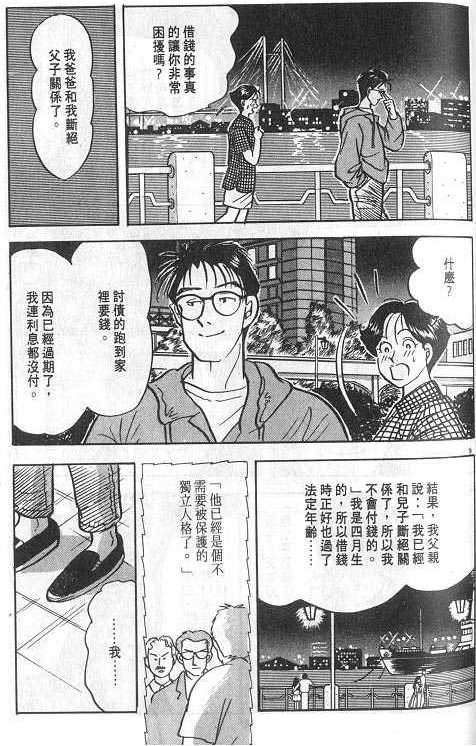 借錢的事真
的讓你非常
困擾嗎？
我爸爸和我斷絕
父子關係了。
什麼？
討債的跑到家
裡要錢。
因為已經過期了，
我連利息都沒付。
結果，我父親
說：「我已經
和兒子斷絕關
係了，所以我
不會付錢的。
」我是四月生
的，所以借錢
時正好也過了
法定年齡……
「他已經是個不
需要被保護的
獨立人格了。」
……我……
9